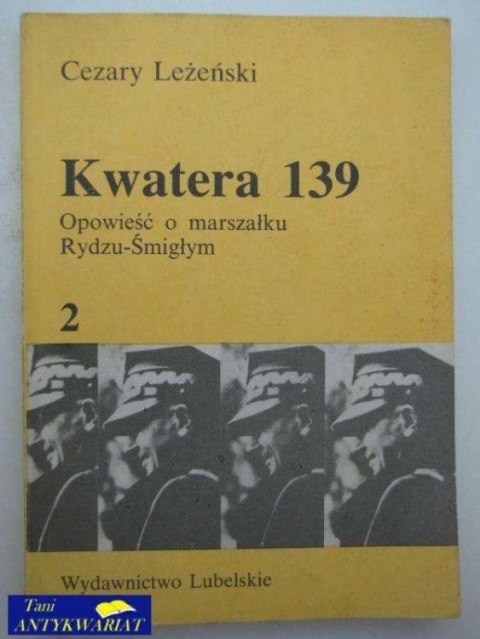 Cezary Leżeński
Kwatera 139
Opowieść o marszałku
Rydzu-Śmigłym
2
Wydawnictwo Lubelskie
Tani
ANTYKWARIAT